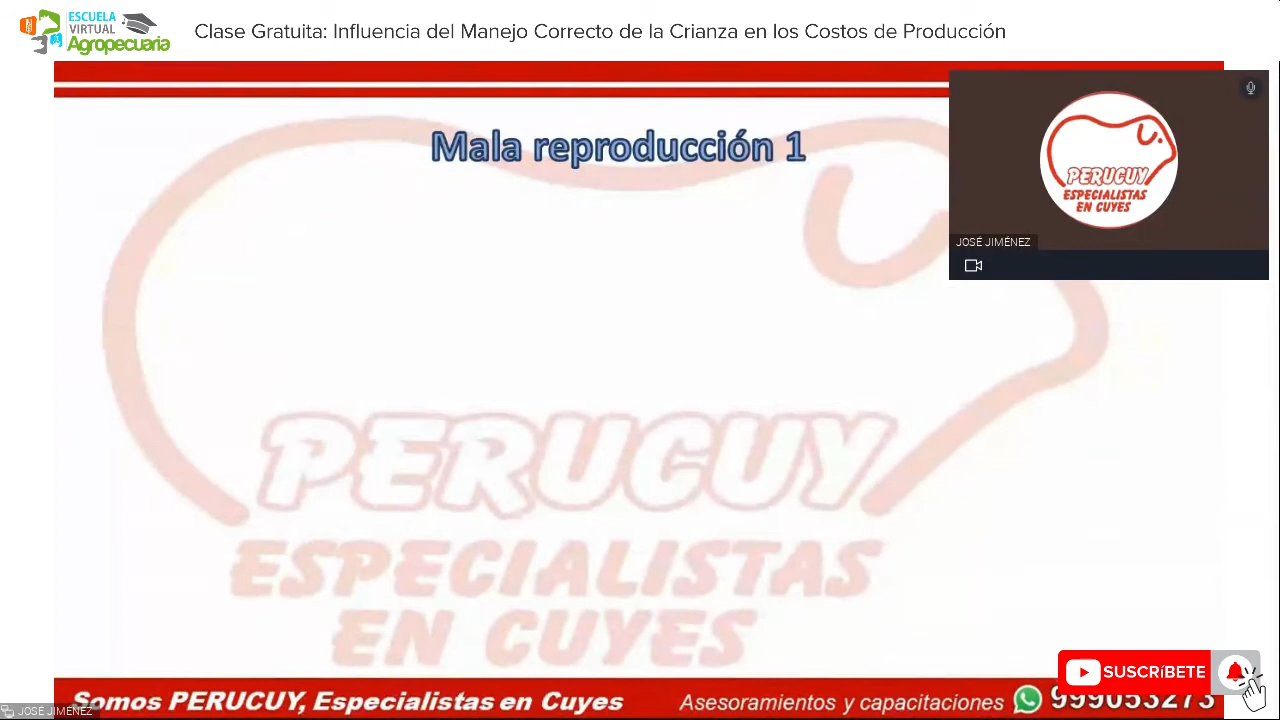 ESCUELA
VIRTUAL
Agropecuaria
Clase Gratuita: Influencia del Manejo Correcto de la Crianza en los Costos de Producción
Mala reproducción 1
PERUCUY
ESPECIALISTAS
EN CUYES
JOSÉ JIMÉNEZ
PERUCUY
ESPECIALISTAS
EN CUYES
SUSCRíBETE
Somos PERUCUY, Especialistas en Cuyes
Asesoramientos y capacitaciones
999053273
JOSÉ JIMÉNEZ